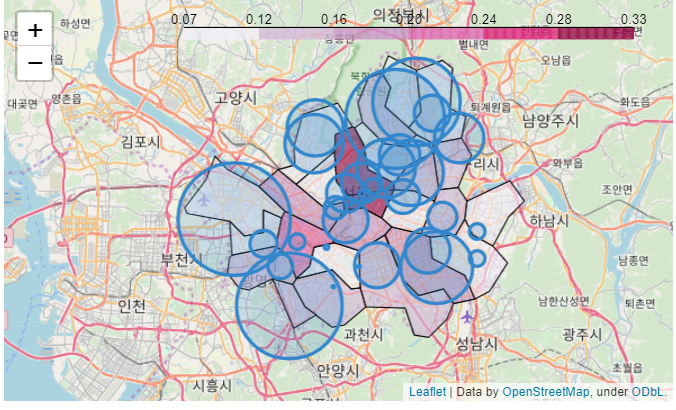 +
−
0.07 0.12 0.16 0.20 0.24 0.28 0.33
의정부시
하성면
장흥면
별내면
오남읍
대곶면
양촌읍
고양시
퇴계원읍
화도읍
남양주시
김포시
와부읍
조안면
하남시
부천시
남종면
인천
남한산성면
퇴촌면
과천시
광주시
성남시
안양시
시흥시
초월읍
Leaflet | Data by OpenStreetMap, under ODbL.